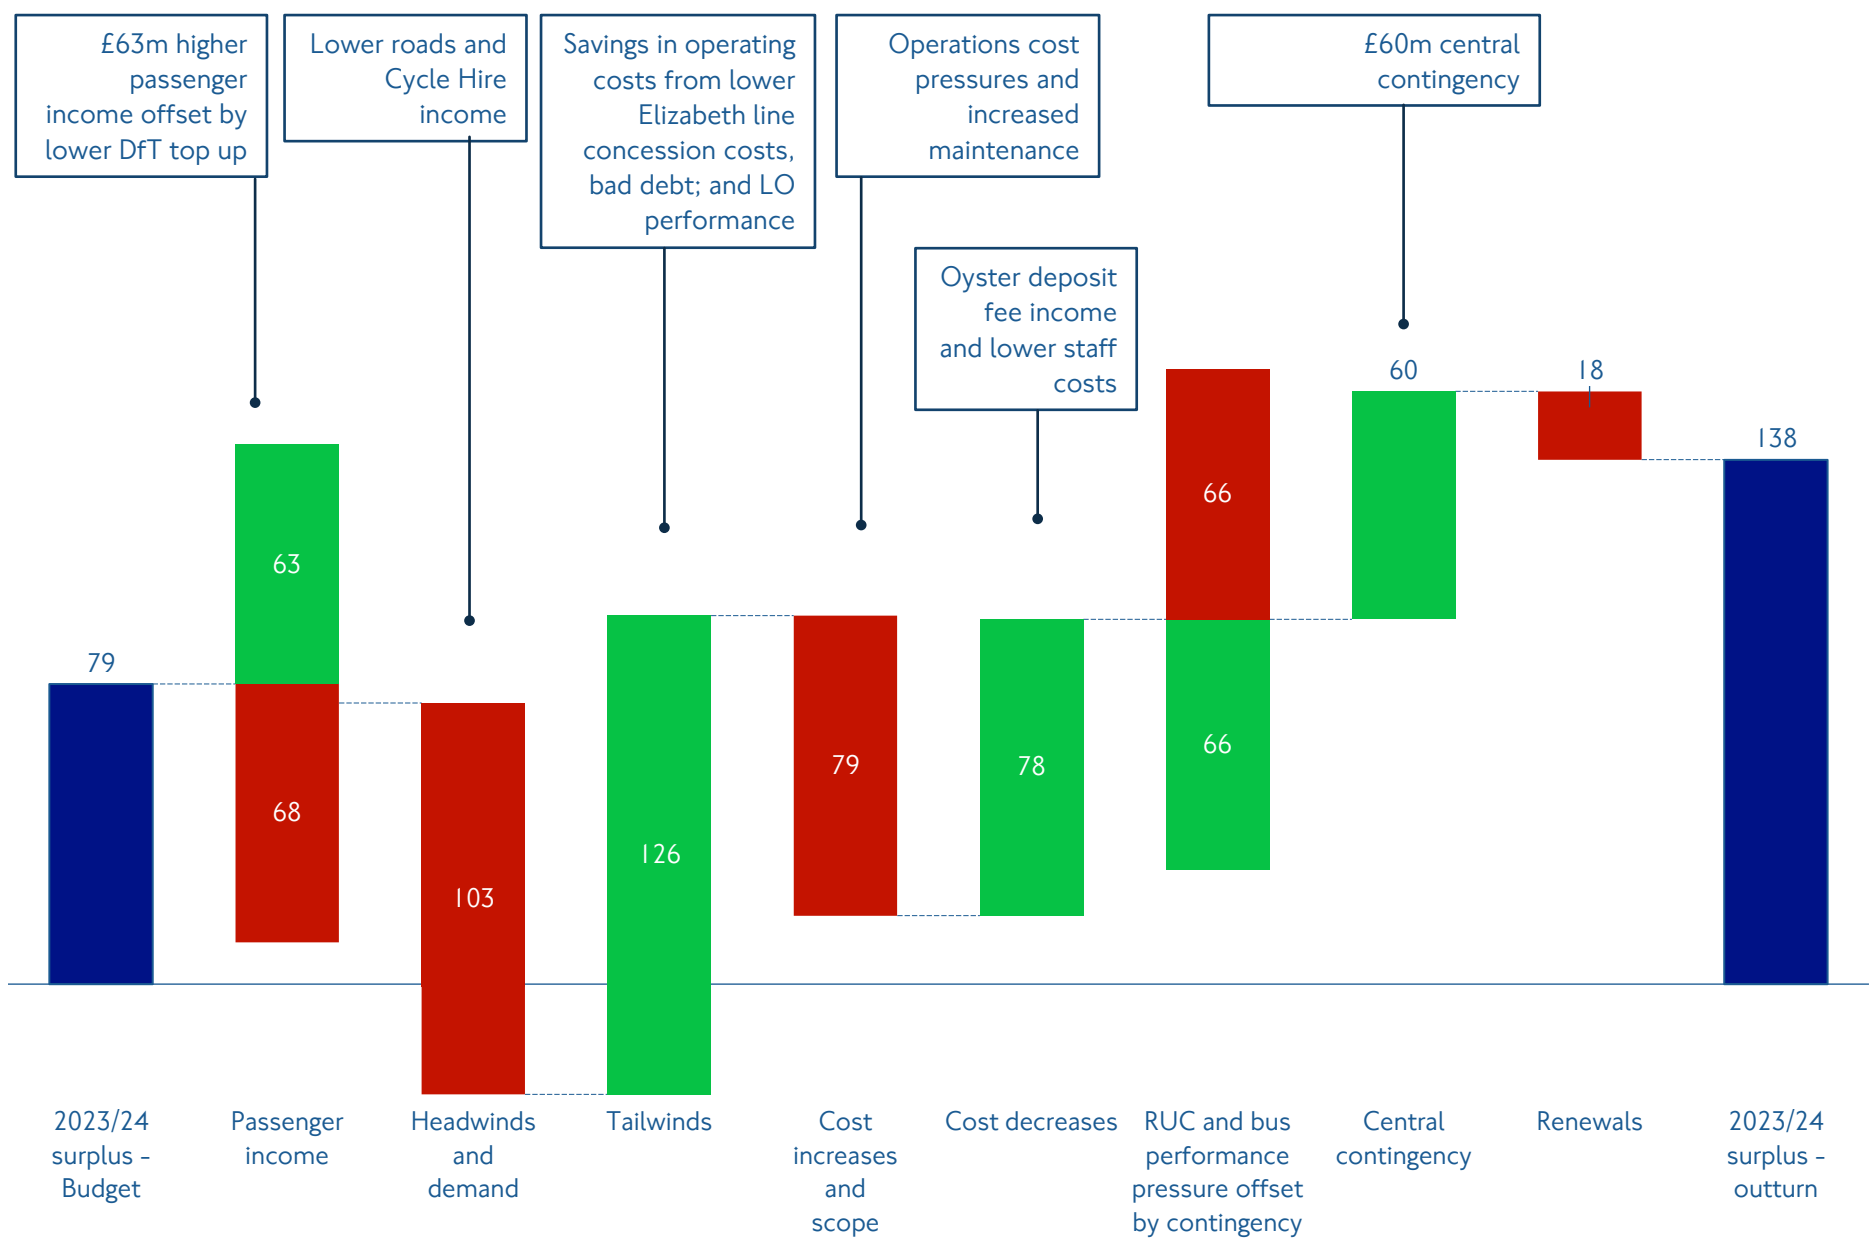 £63m higher
passenger
income offset by
lower DfT top up
Lower roads and
Cycle Hire
income
Savings in operating
costs from lower
Elizabeth line
concession costs,
bad debt; and LO
performance
Operations cost
pressures and
increased
maintenance
£60m central
contingency
Oyster deposit
fee income
and lower staff
costs
79
63
68
103
126
79
78
66
66
60
18
138
2023/24
surplus -
Budget
Passenger
income
Headwinds
and
demand
Tailwinds
Cost
increases
and
scope
Cost decreases
RUC and bus
performance
pressure offset
by contingency
Central
contingency
Renewals
2023/24
surplus -
outturn